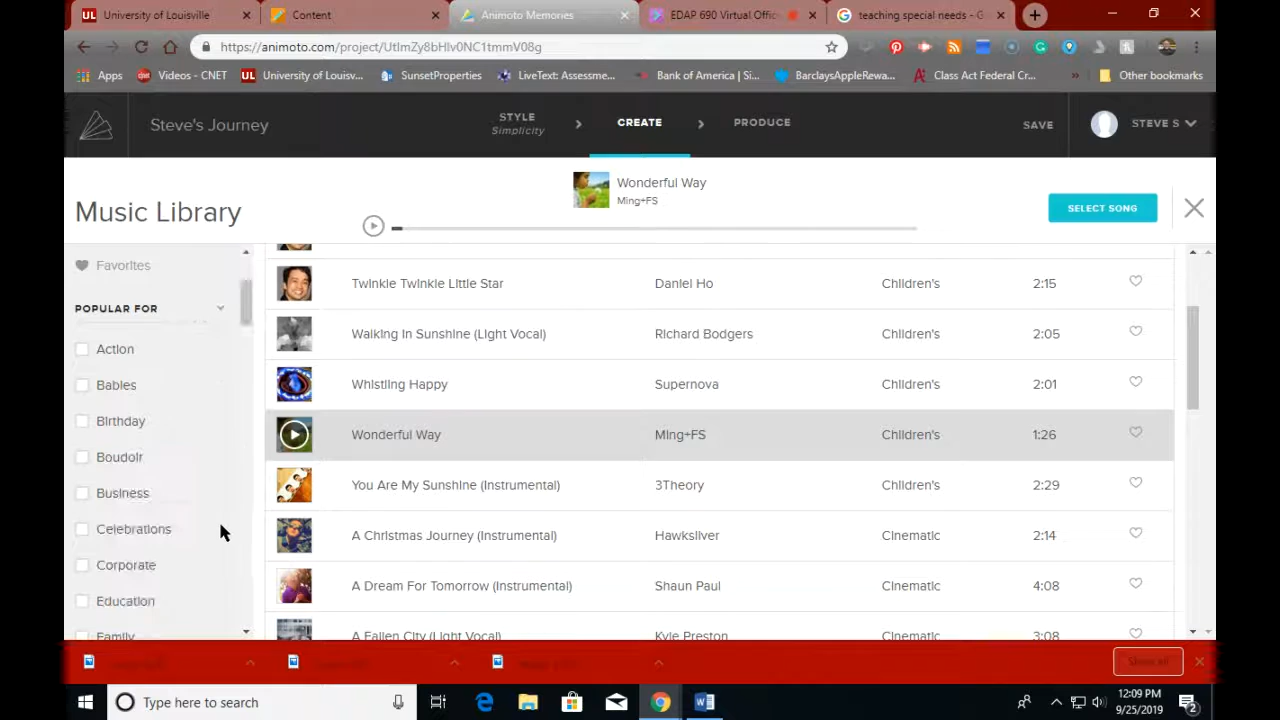 University of Louisville
Content
Animoto Memories
EDAP 690 Virtual Offic
teaching special needs - G
https://animoto.com/project/UtImZy8bHlv0NC1tmmV08g
Apps
Videos - CNET
University of Louisv...
SunsetProperties
LiveText: Assessme...
Bank of America | Si...
BarclaysAppleRewa...
Class Act Federal Cr...
Other bookmarks
Steve's Journey
STYLE
Simplicity
CREATE
PRODUCE
SAVE
STEVE S
Music Library
Wonderful Way
Ming+FS
SELECT SONG
Favorites
POPULAR FOR
Action
Babies
Birthday
Boudoir
Business
Celebrations
Corporate
Education
Family
Twinkle Twinkle Little Star Daniel Ho Children's 2:15
Walking In Sunshine (Light Vocal) Richard Bodgers Children's 2:05
Whistling Happy Supernova Children's 2:01
Wonderful Way Ming+FS Children's 1:26
You Are My Sunshine (Instrumental) 3Theory Children's 2:29
A Christmas Journey (Instrumental) Hawksilver Cinematic 2:14
A Dream For Tomorrow (Instrumental) Shaun Paul Cinematic 4:08
A Fallen City (Light Vocal) Kyle Preston Cinematic 3:08
Show all
Type here to search
12:09 PM
9/25/2019
2